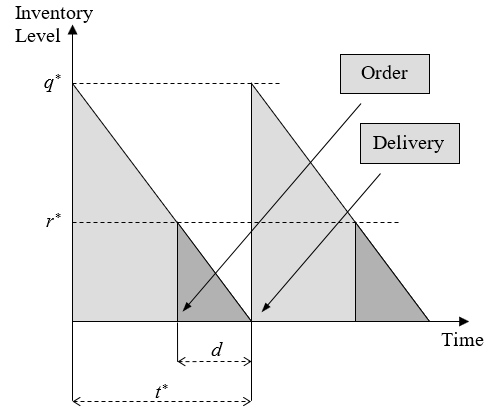 Inventory
Level
q*
Order
Delivery
r*
Time
d
t*